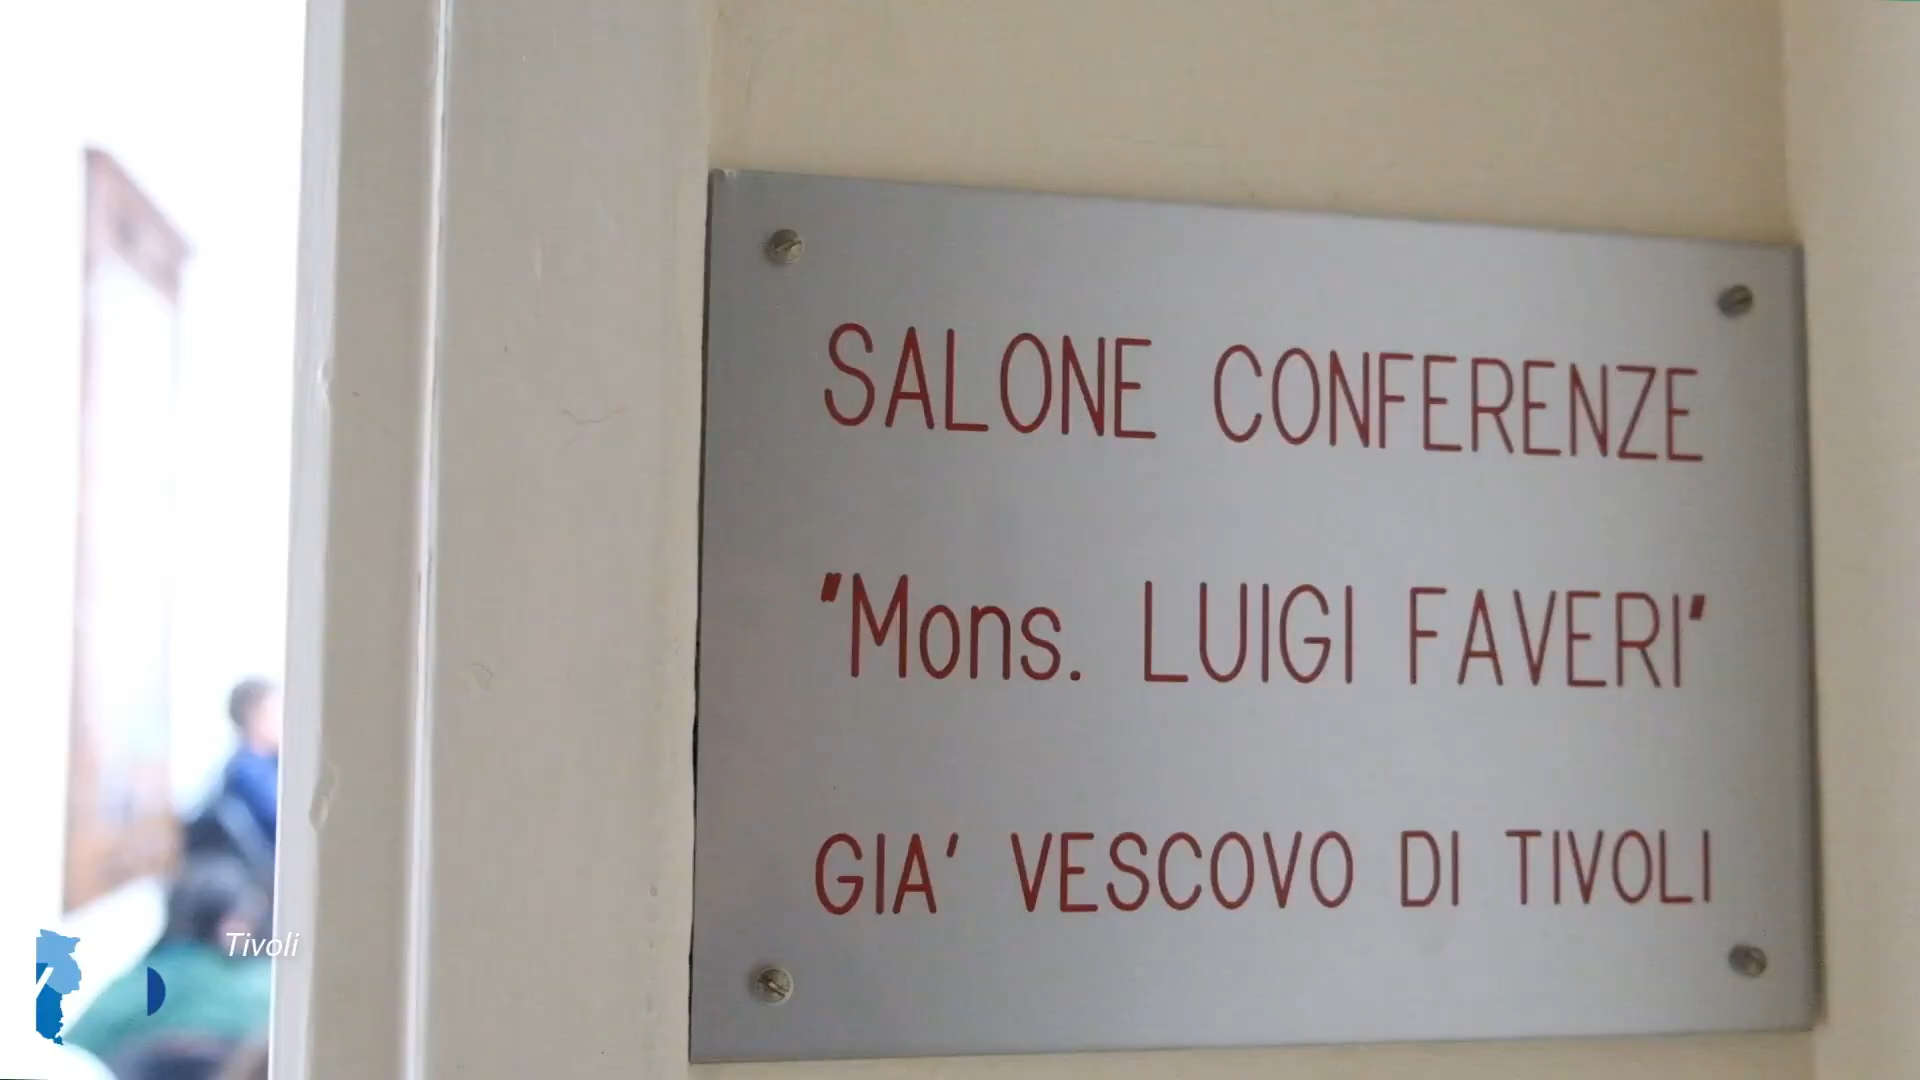 SALONE CONFERENZE
"Mons. LUIGI FAVERI"
GIA' VESCOVO DI TIVOLI
Tivoli